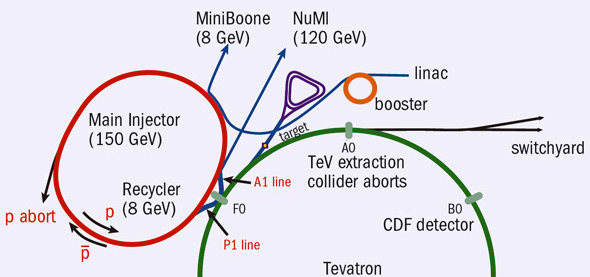 MiniBoone
(8 GeV)
NuMI
(120 GeV)
linac
booster
Main Injector
(150 GeV)
target
A0
TeV extraction
collider aborts
switchyard
Recycler
(8 GeV)
A1 line
F0
B0
CDF detector
p abort
p
p̅
P1 line
Tevatron